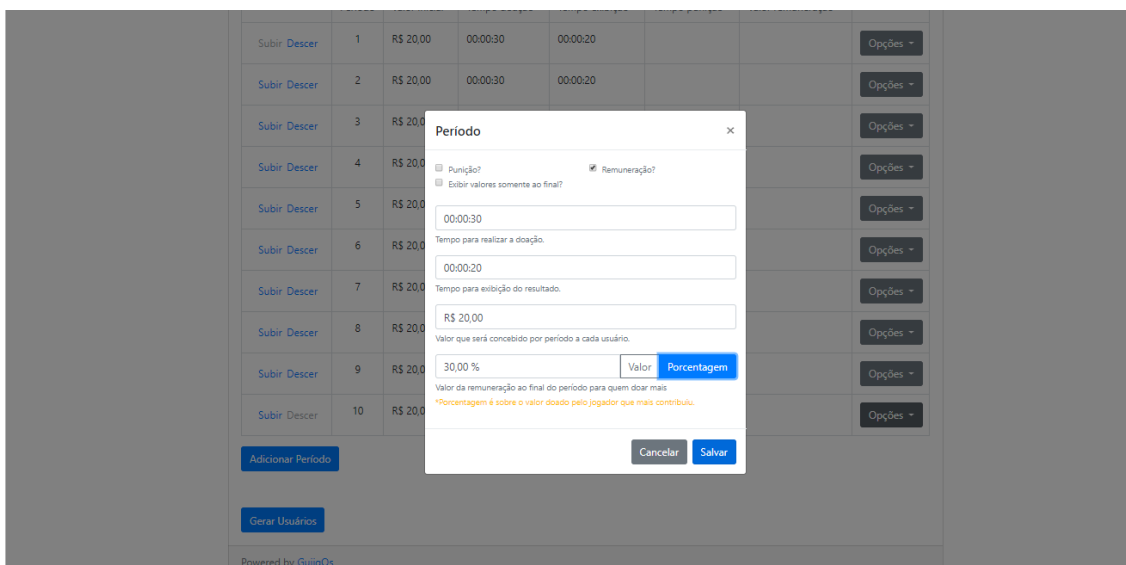 Subir Descer 1 R$ 20,00 00:00:30 00:00:20 Opções
Subir Descer 2 R$ 20,00 00:00:30 00:00:20 Opções
Subir Descer 3 R$ 20,0 Opções
Subir Descer 4 R$ 20,0 Opções
Subir Descer 5 R$ 20,0 Opções
Subir Descer 6 R$ 20,0 Opções
Subir Descer 7 R$ 20,0 Opções
Subir Descer 8 R$ 20,0 Opções
Subir Descer 9 R$ 20,0 Opções
Subir Descer 10 R$ 20,0 Opções
Período ×
Punição? Remuneração?
Exibir valores somente ao final?
00:00:30
Tempo para realizar a doação.
00:00:20
Tempo para exibição do resultado.
R$ 20,00
Valor que será concebido por período a cada usuário.
30,00 % Valor Porcentagem
Valor da remuneração ao final do período para quem doar mais
*Porcentagem é sobre o valor doado pelo jogador que mais contribuiu.
Cancelar Salvar
Adicionar Período
Gerar Usuários
Powered by